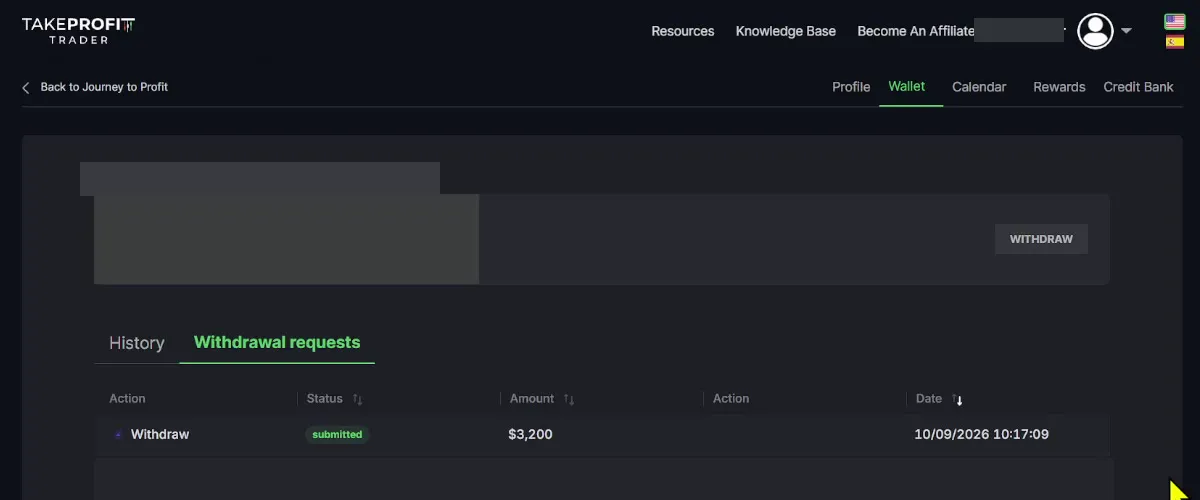 TAKEPROFIT
TRADER
Resources Knowledge Base Become An Affiliate
Back to Journey to Profit
Profile Wallet Calendar Rewards Credit Bank
WITHDRAW
History Withdrawal requests
Action Status Amount Action Date
Withdraw submitted $3,200 10/09/2026 10:17:09